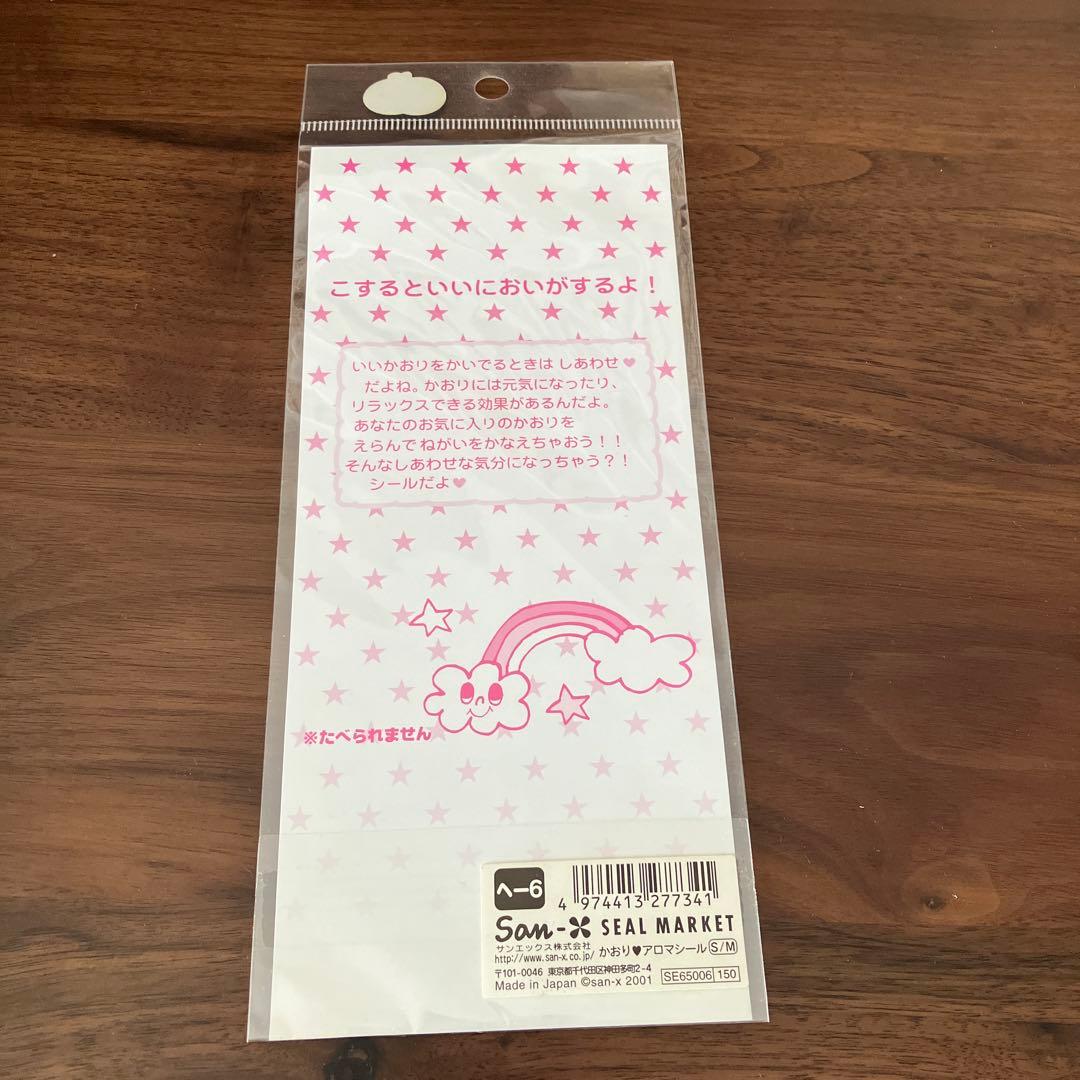 こするといいにおいがするよ！
いいかおりをかいでるときは しあわせ♥
だよね。かおりには元気になったり、
リラックスできる効果があるんだよ。
あなたのお気に入りのかおりを
えらんで ねがいをかなえちゃおう！！
そんなしあわせな気分になっちゃう？！
シールだよ♥
※たべられません
へー6
4 974413 277341
San-X SEAL MARKET
サンエックス株式会社
http://www.san-x.co.jp/ かおり♥アロマシール S/M
〒101-0046 東京都千代田区神田多町2-4
Made in Japan ©san-x 2001
SE65006 150